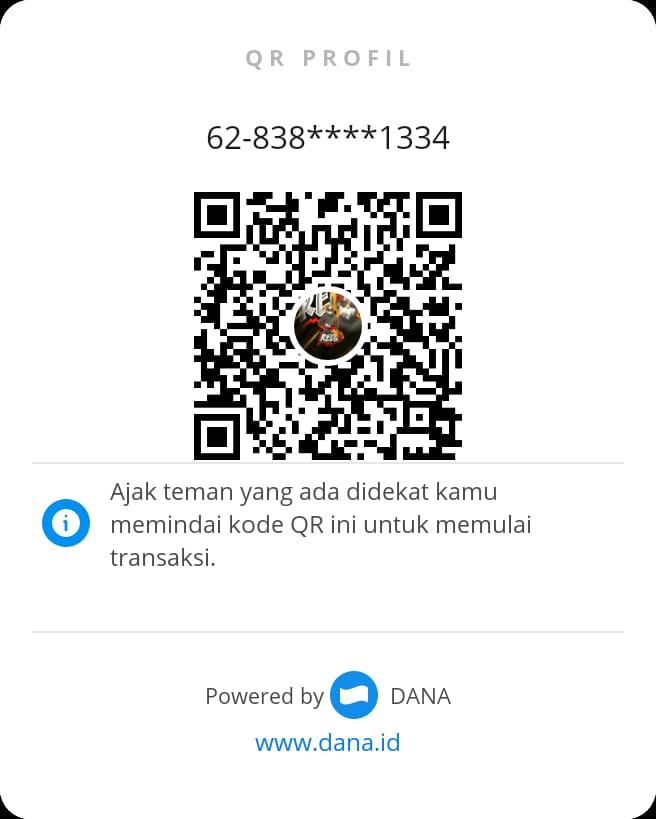 QR PROFIL
62-838****1334
RED
Ajak teman yang ada didekat kamu
memindai kode QR ini untuk memulai
transaksi.
Powered by DANA
www.dana.id